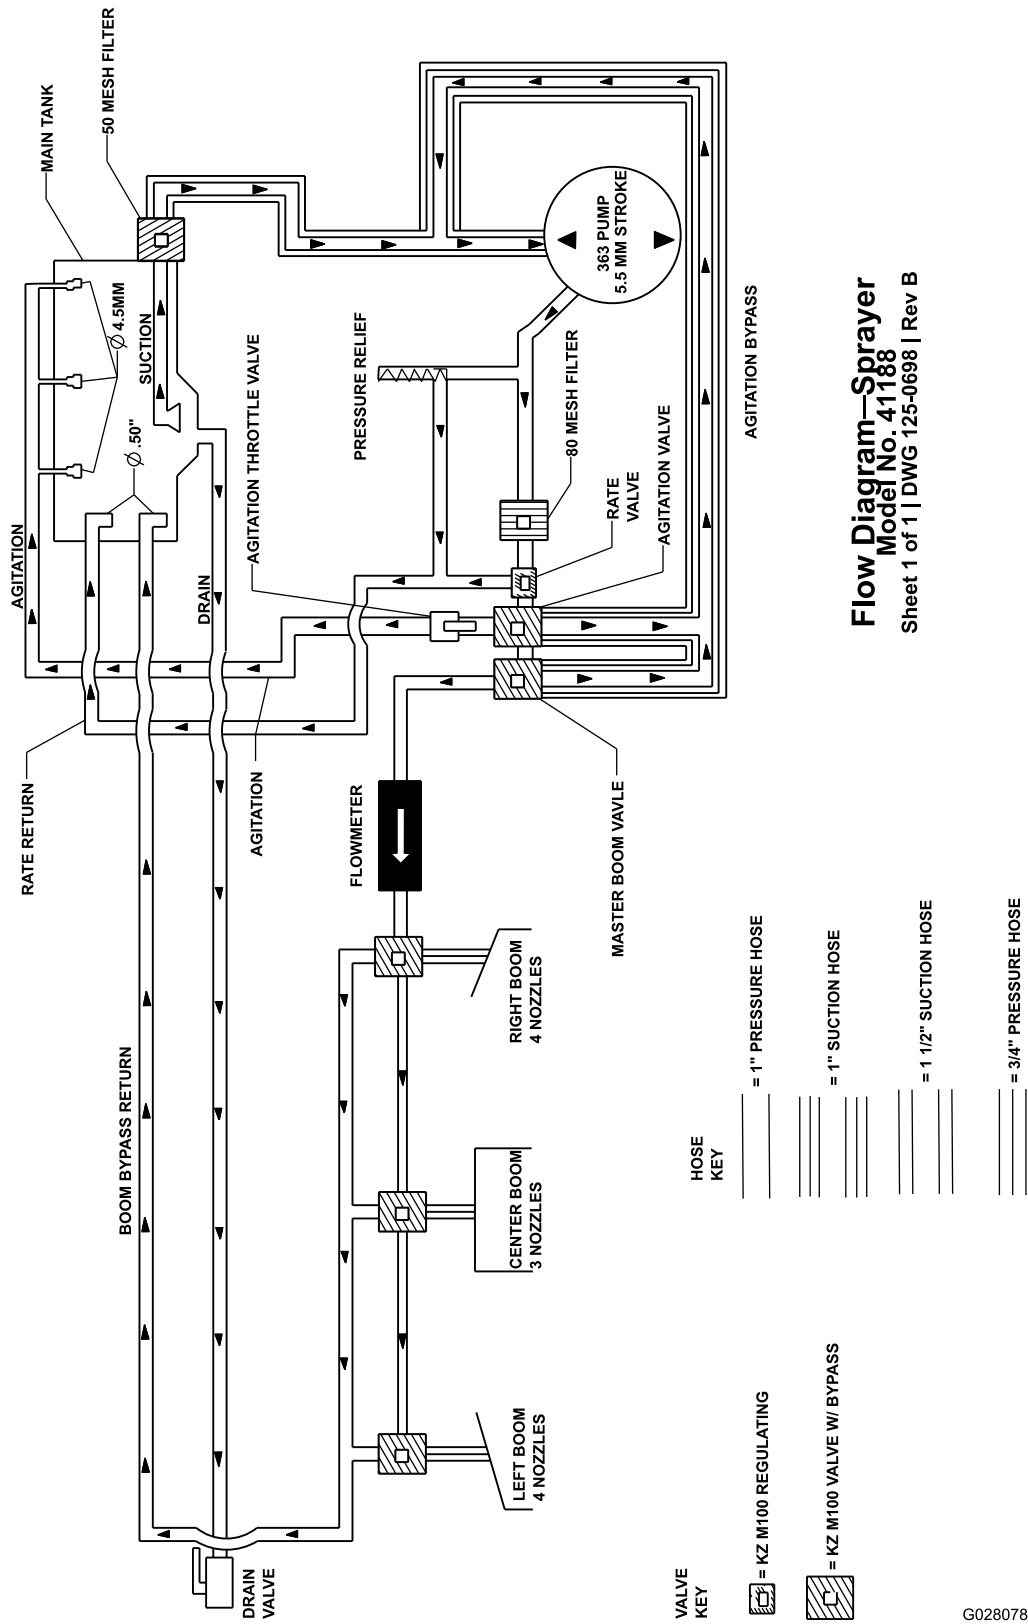 50 MESH FILTER
MAIN TANK
Ø 4.5MM
SUCTION
AGITATION THROTTLE VALVE
Ø .50"
AGITATION
DRAIN
PRESSURE RELIEF
363 PUMP
5.5 MM STROKE
80 MESH FILTER
RATE
VALVE
AGITATION VALVE
AGITATION BYPASS
RATE RETURN
AGITATION
FLOWMETER
MASTER BOOM VAVLE
BOOM BYPASS RETURN
RIGHT BOOM
4 NOZZLES
CENTER BOOM
3 NOZZLES
LEFT BOOM
4 NOZZLES
DRAIN
VALVE
Flow Diagram—Sprayer
Model No. 41188
Sheet 1 of 1 | DWG 125-0698 | Rev B
HOSE
KEY
= 1" PRESSURE HOSE
= 1" SUCTION HOSE
= 1 1/2" SUCTION HOSE
= 3/4" PRESSURE HOSE
VALVE
KEY
= KZ M100 REGULATING
= KZ M100 VALVE W/ BYPASS
G028078